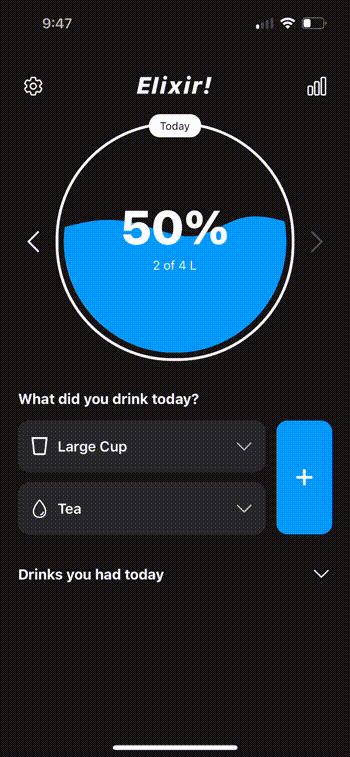 9:47
Elixir!
Today
50%
2 of 4 L
What did you drink today?
Large Cup
+
Tea
Drinks you had today